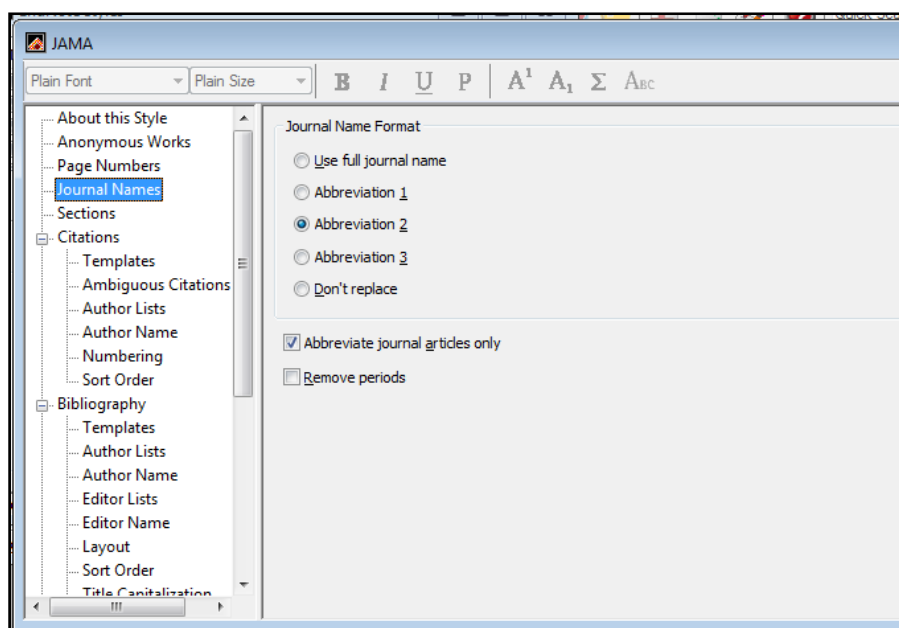 JAMA
Plain Font
Plain Size
B I U P A1 A1 Σ ABC
About this Style
Anonymous Works
Page Numbers
Journal Names
Sections
Citations
Templates
Ambiguous Citations
Author Lists
Author Name
Numbering
Sort Order
Bibliography
Templates
Author Lists
Author Name
Editor Lists
Editor Name
Layout
Sort Order
Title Capitalization
Journal Name Format
Use full journal name
Abbreviation 1
Abbreviation 2
Abbreviation 3
Don't replace
Abbreviate journal articles only
Remove periods